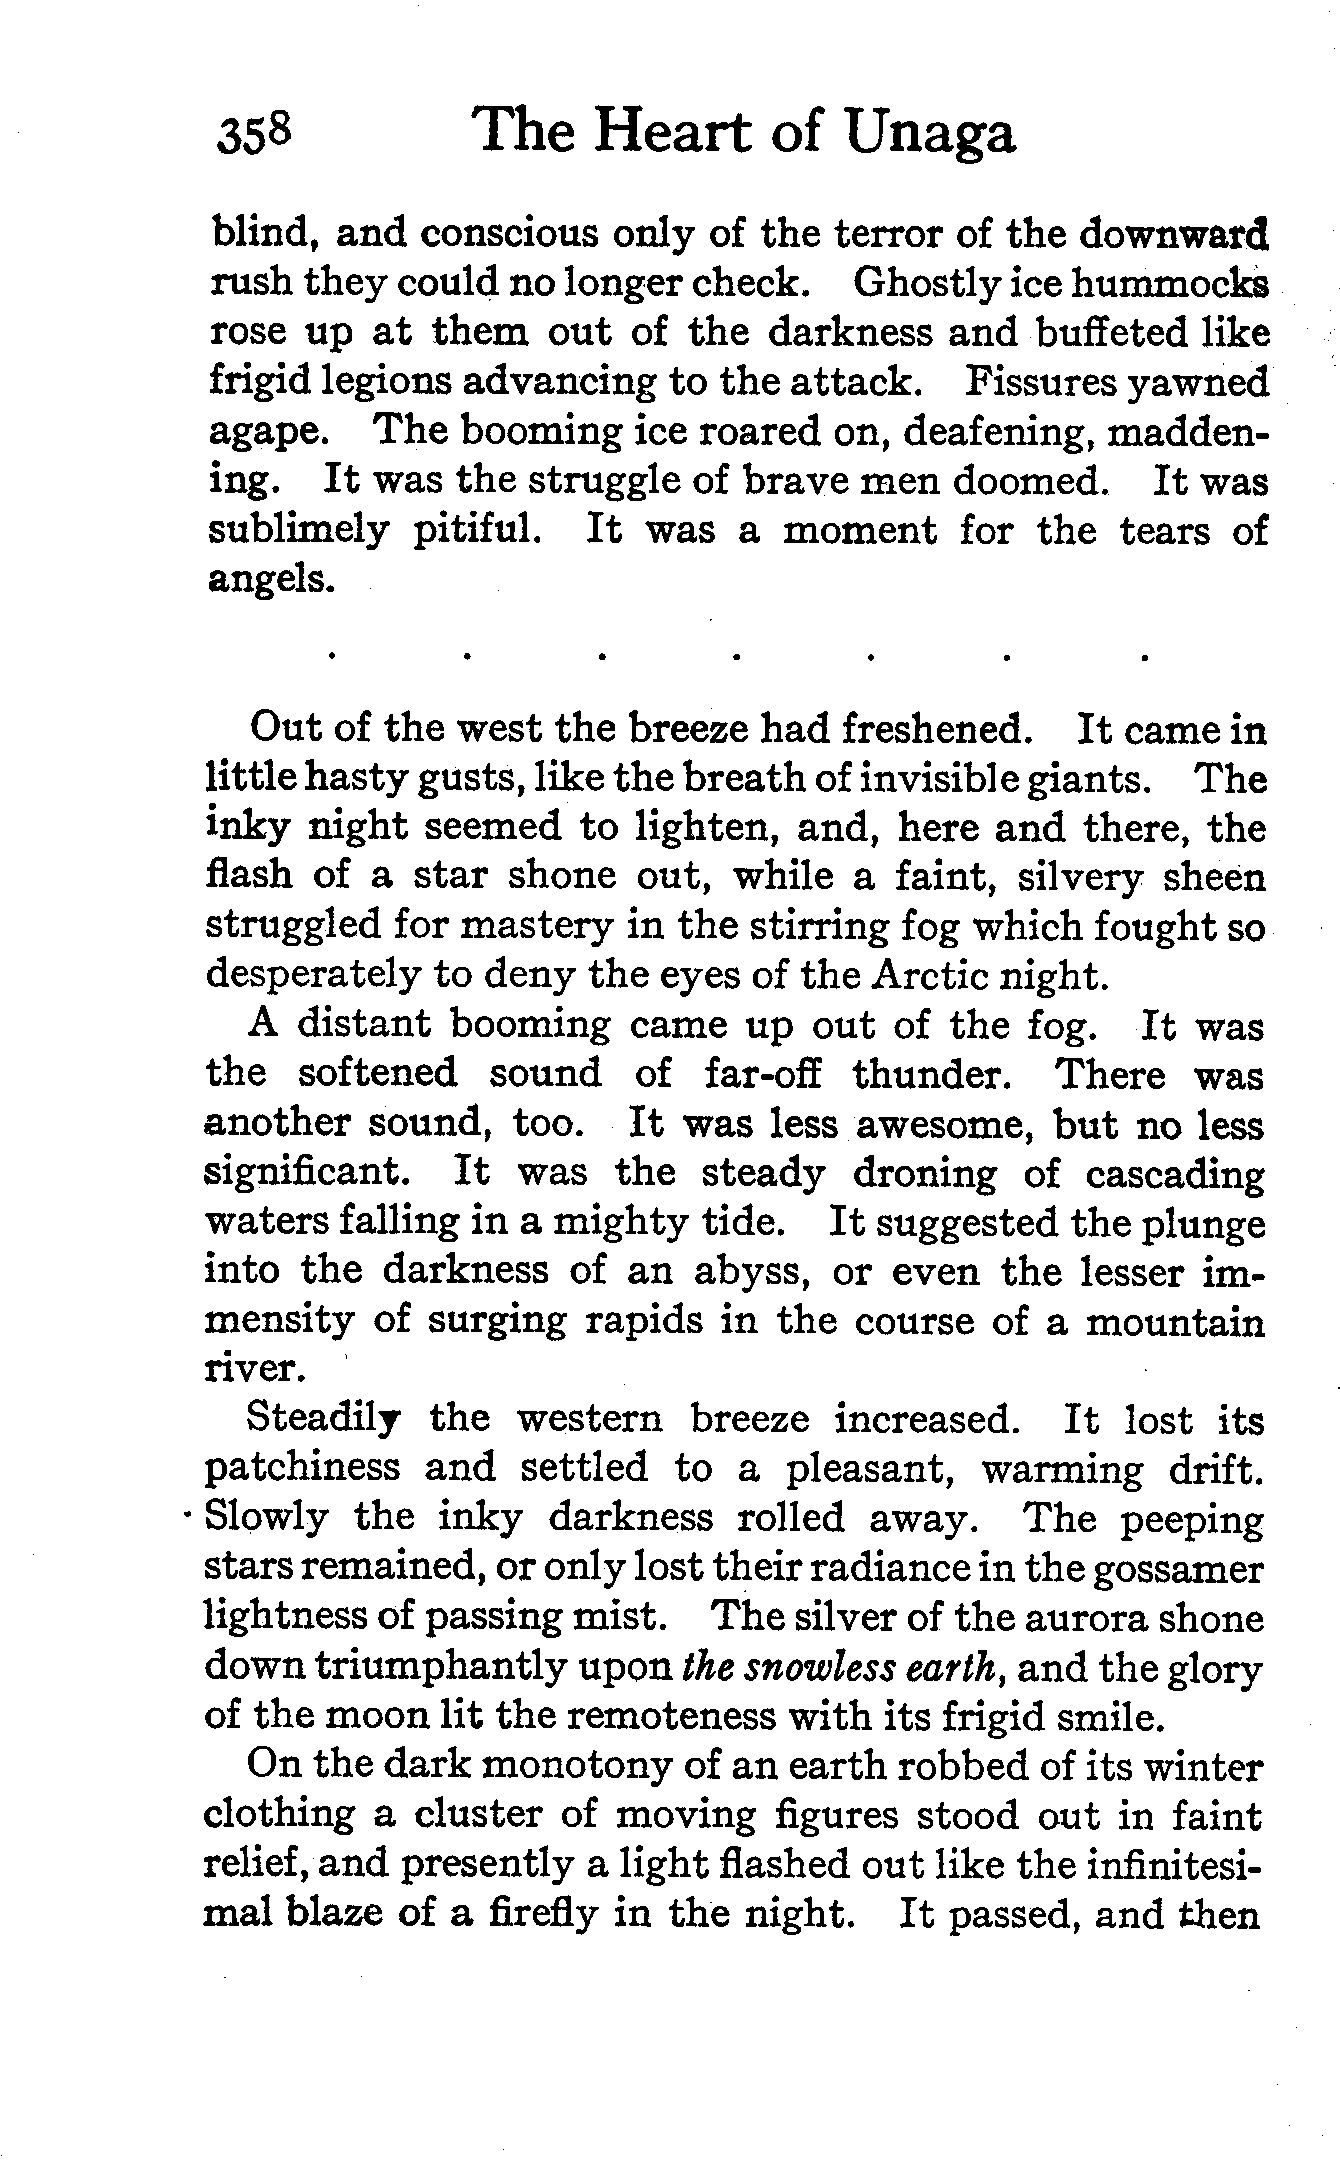 358 The Heart of Unaga
blind, and conscious only of the terror of the downward
rush they could no longer check. Ghostly ice hummocks
rose up at them out of the darkness and buffeted like
frigid legions advancing to the attack. Fissures yawned
agape. The booming ice roared on, deafening, madden-
ing. It was the struggle of brave men doomed. It was
sublimely pitiful. It was a moment for the tears of
angels.
. . . . . . .
Out of the west the breeze had freshened. It came in
little hasty gusts, like the breath of invisible giants. The
inky night seemed to lighten, and, here and there, the
flash of a star shone out, while a faint, silvery sheen
struggled for mastery in the stirring fog which fought so
desperately to deny the eyes of the Arctic night.
A distant booming came up out of the fog. It was
the softened sound of far-off thunder. There was
another sound, too. It was less awesome, but no less
significant. It was the steady droning of cascading
waters falling in a mighty tide. It suggested the plunge
into the darkness of an abyss, or even the lesser im-
mensity of surging rapids in the course of a mountain
river.
Steadily the western breeze increased. It lost its
patchiness and settled to a pleasant, warming drift.
Slowly the inky darkness rolled away. The peeping
stars remained, or only lost their radiance in the gossamer
lightness of passing mist. The silver of the aurora shone
down triumphantly upon the snowless earth, and the glory
of the moon lit the remoteness with its frigid smile.
On the dark monotony of an earth robbed of its winter
clothing a cluster of moving figures stood out in faint
relief, and presently a light flashed out like the infinitesi-
mal blaze of a firefly in the night. It passed, and then